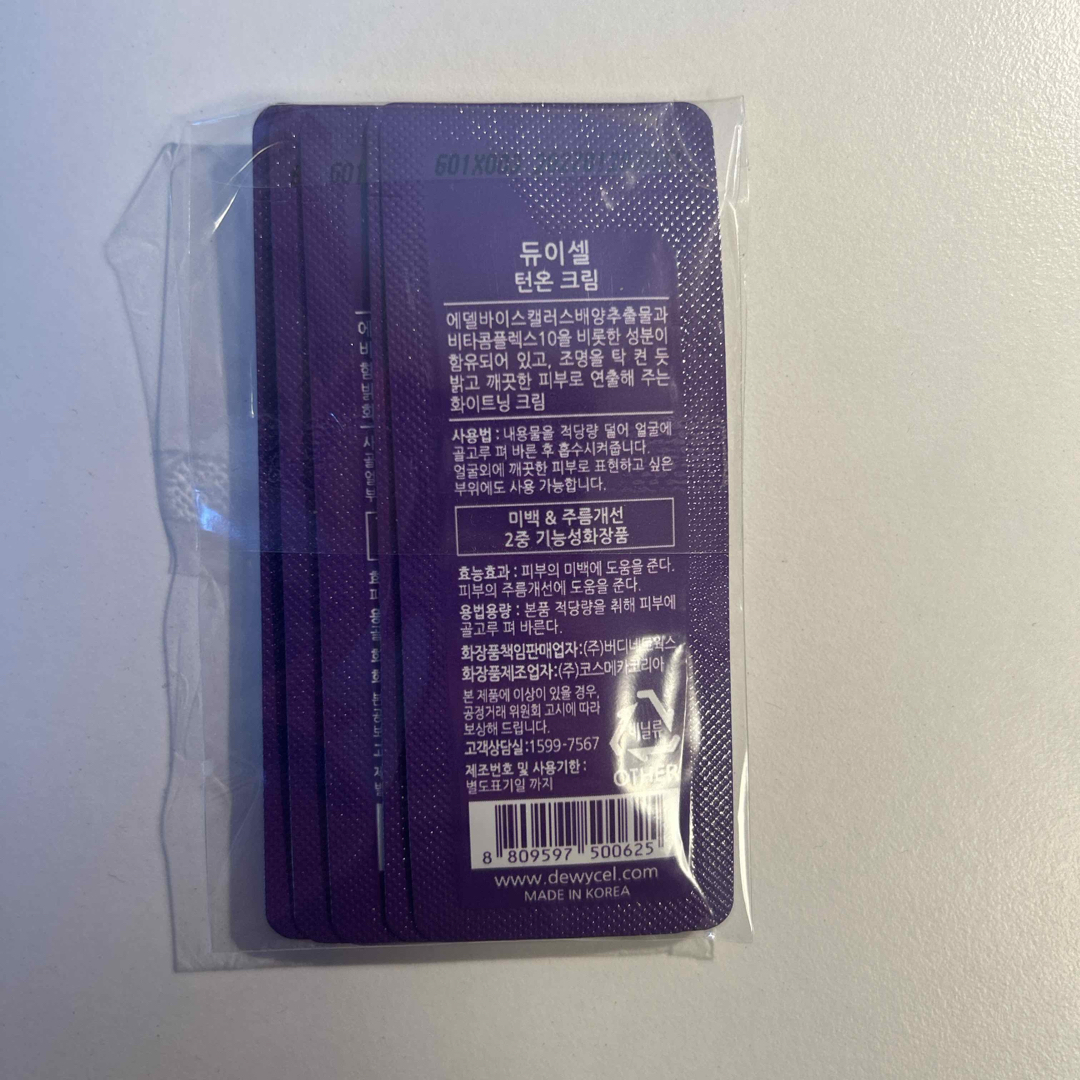 601X00
601
듀이셀
턴온 크림
에델바이스캘러스배양추출물과
비타콤플렉스10을 비롯한 성분이
함유되어 있고, 조명을 탁 켠 듯
밝고 깨끗한 피부로 연출해 주는
화이트닝 크림
사용법 : 내용물을 적당량 덜어 얼굴에
골고루 펴 바른 후 흡수시켜줍니다.
얼굴외에 깨끗한 피부로 표현하고 싶은
부위에도 사용 가능합니다.
미백 & 주름개선
2중 기능성화장품
효능효과 : 피부의 미백에 도움을 준다.
피부의 주름개선에 도움을 준다.
용법용량 : 본품 적당량을 취해 피부에
골고루 펴 바른다.
화장품책임판매업자:(주)버디네트웍스
화장품제조업자:(주)코스메카코리아
본 제품에 이상이 있을 경우,
공정거래 위원회 고시에 따라
보상해 드립니다.
고객상담실:1599-7567
비닐류
OTHER
제조번호 및 사용기한 :
별도표기일 까지
8 809597 500625
www.dewycel.com
MADE IN KOREA